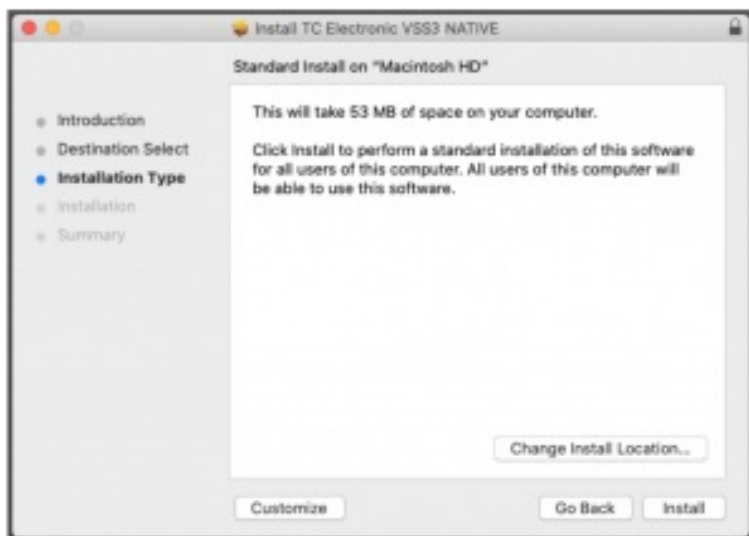 Install TC Electronic VSS3 NATIVE
Standard Install on "Macintosh HD"
Introduction
Destination Select
Installation Type
Installation
Summary
This will take 53 MB of space on your computer.
Click Install to perform a standard installation of this software
for all users of this computer. All users of this computer will
be able to use this software.
Change Install Location...
Customize
Go Back
Install